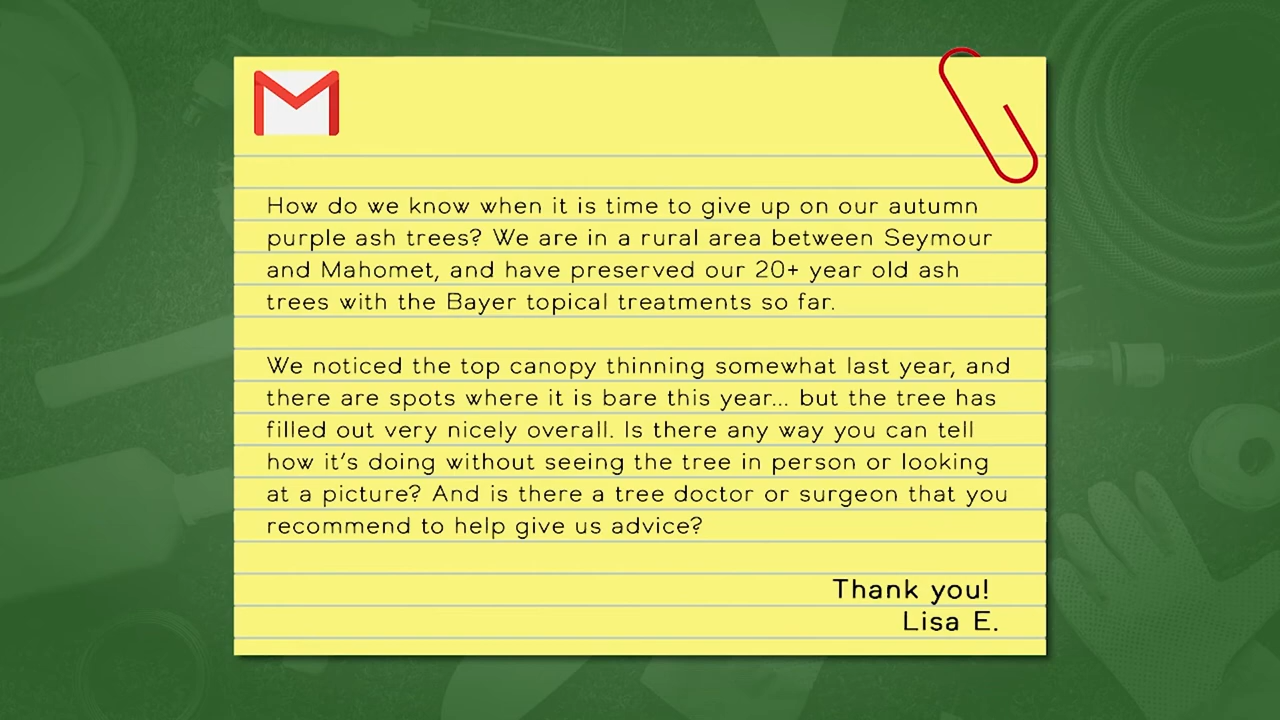 How do we know when it is time to give up on our autumn
purple ash trees? We are in a rural area between Seymour
and Mahomet, and have preserved our 20+ year old ash
trees with the Bayer topical treatments so far.
We noticed the top canopy thinning somewhat last year, and
there are spots where it is bare this year... but the tree has
filled out very nicely overall. Is there any way you can tell
how it's doing without seeing the tree in person or looking
at a picture? And is there a tree doctor or surgeon that you
recommend to help give us advice?
Thank you!
Lisa E.